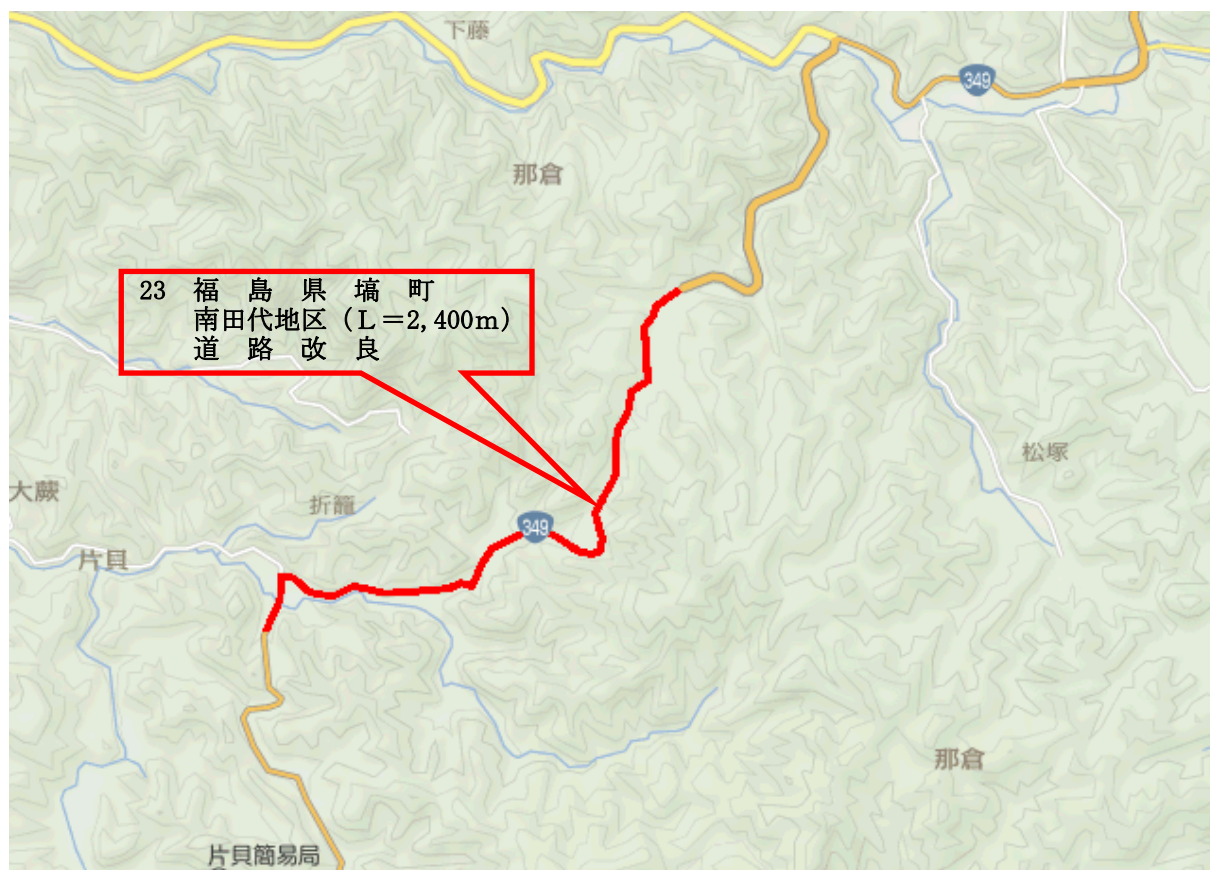 下藤
349
那倉
23 福 島 県 塙 町
南田代地区（Ｌ＝2,400ｍ）
道 路 改 良
松塚
大蕨
折籠
349
片貝
那倉
片貝簡易局